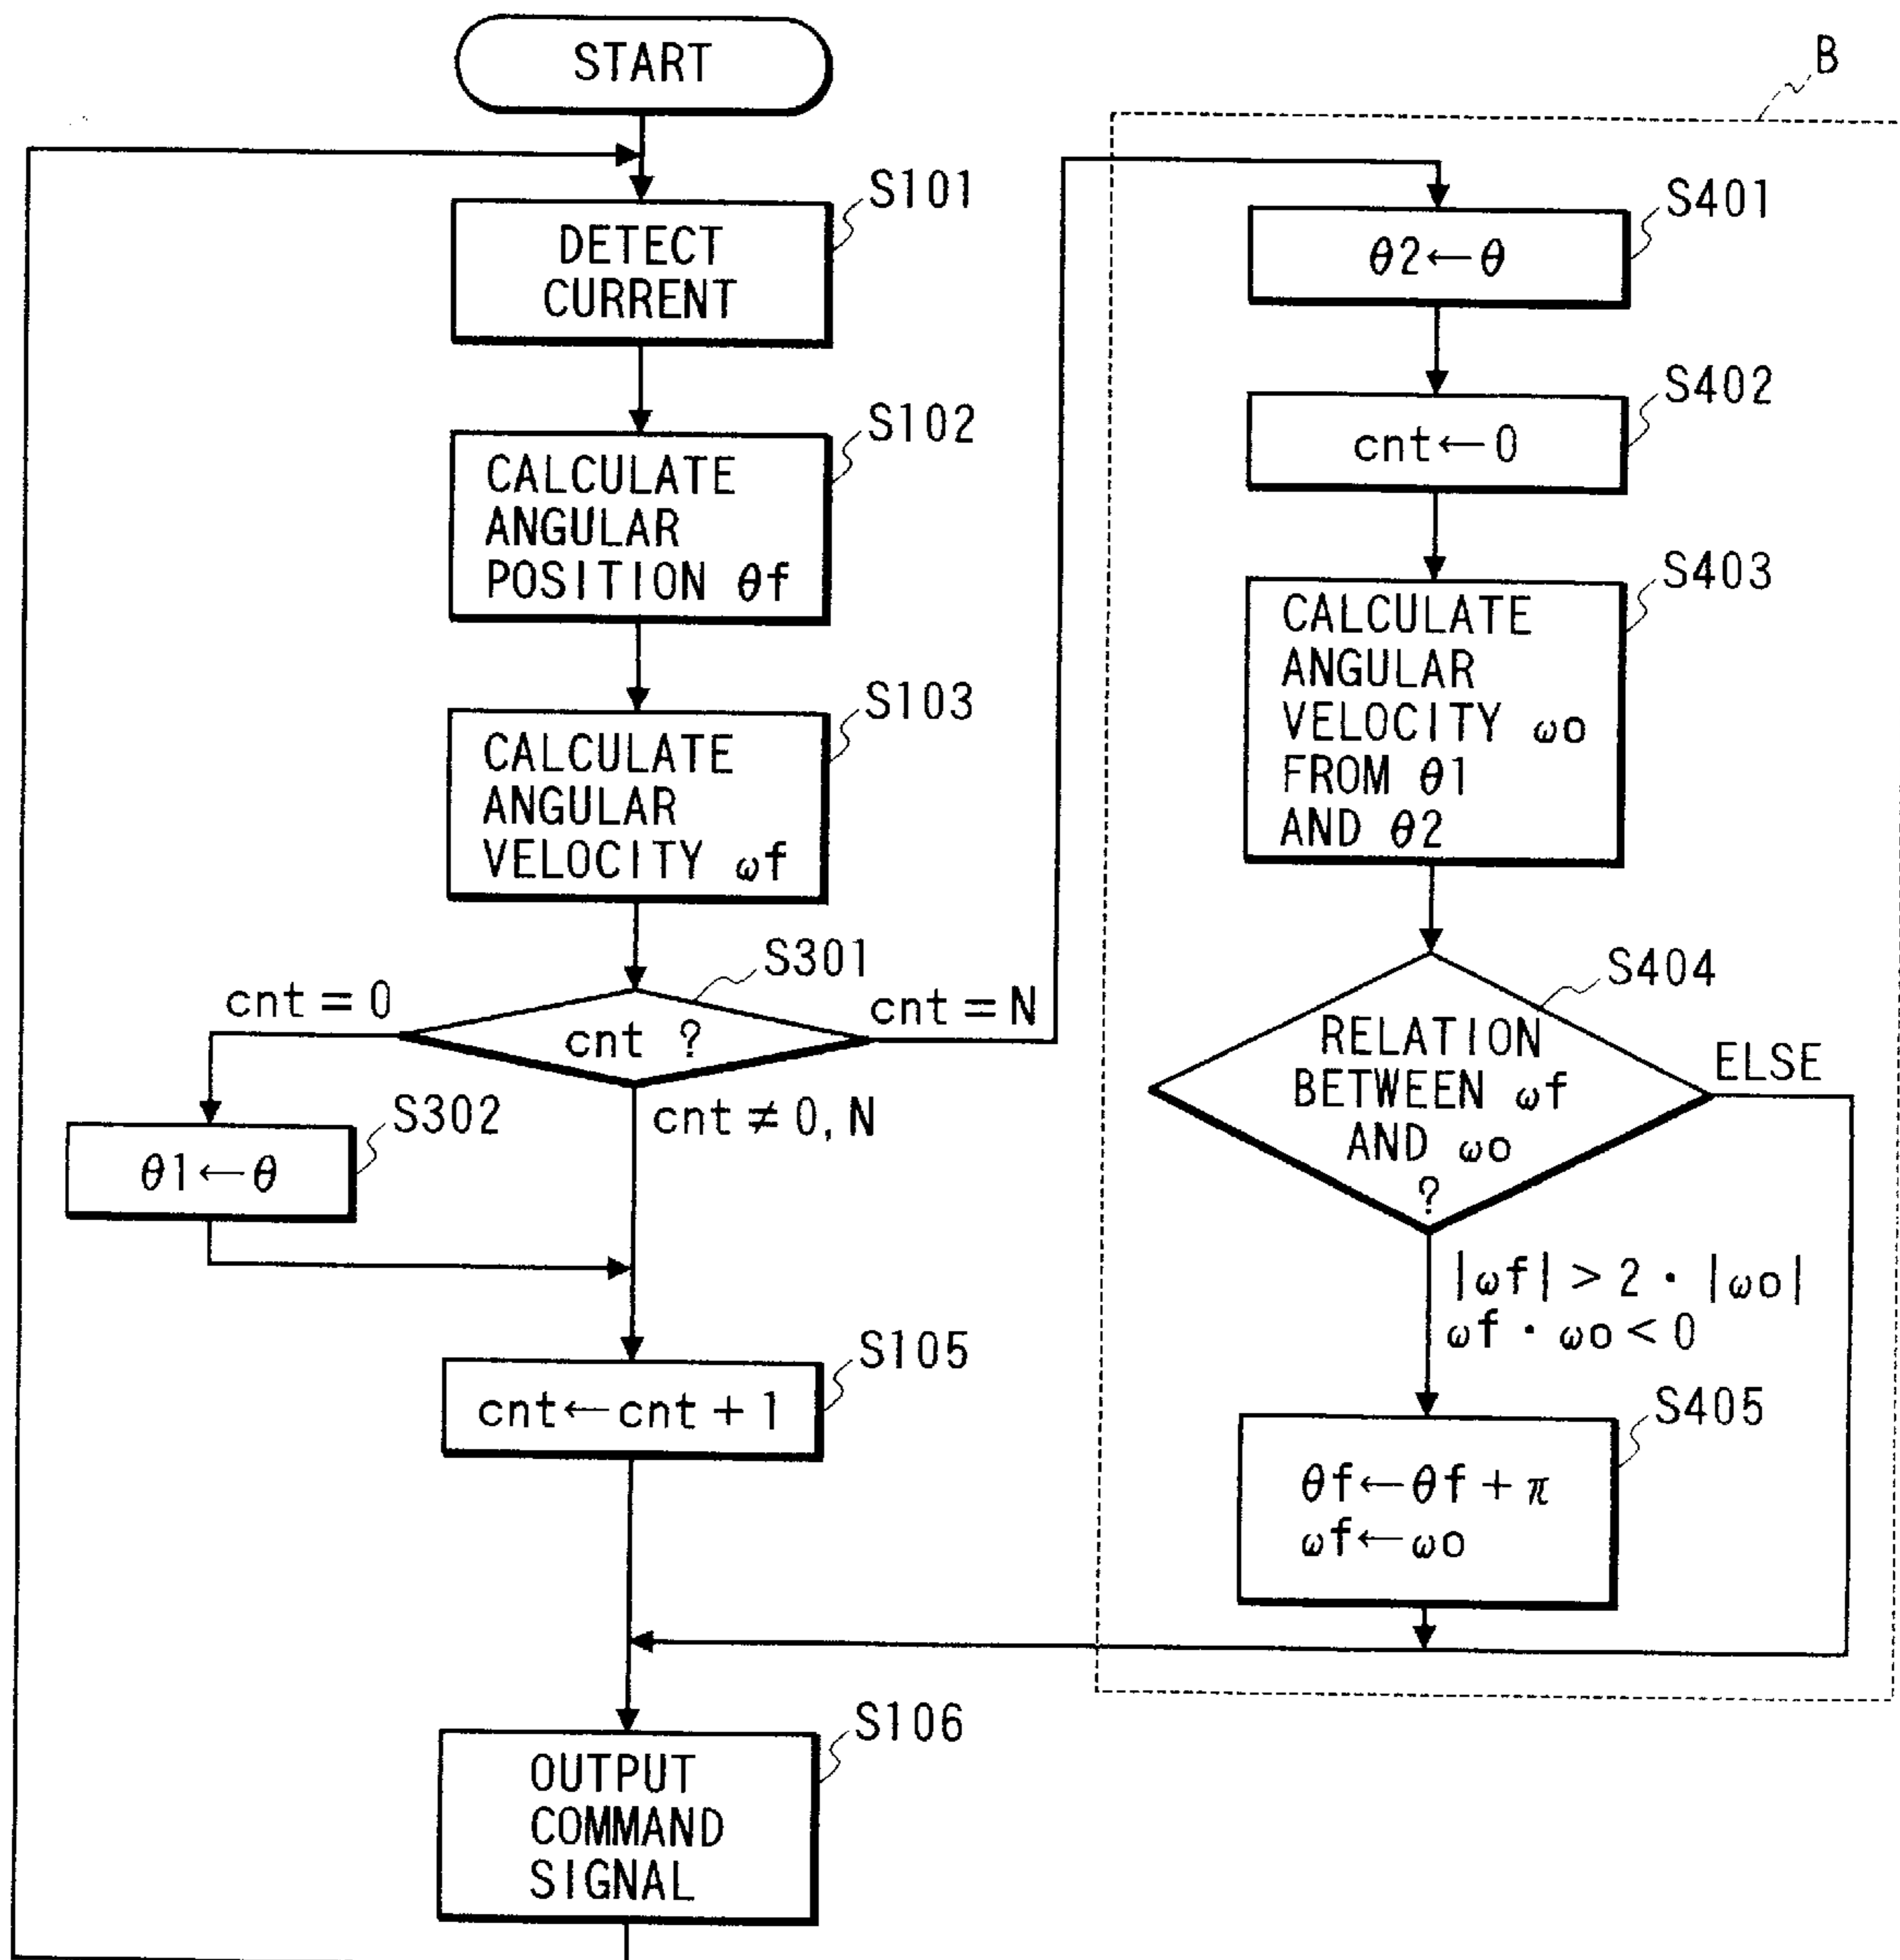 START
B
S101
DETECT
CURRENT
S102
CALCULATE
ANGULAR
POSITION θf
S103
CALCULATE
ANGULAR
VELOCITY ωf
S301
cnt = 0
cnt ?
cnt = N
cnt ≠ 0, N
S302
θ1←θ
S105
cnt←cnt + 1
S106
OUTPUT
COMMAND
SIGNAL
S401
θ2←θ
S402
cnt←0
S403
CALCULATE
ANGULAR
VELOCITY ωo
FROM θ1
AND θ2
S404
RELATION
BETWEEN ωf
AND ωo
?
ELSE
|ωf| > 2 · |ωo|
ωf · ωo < 0
S405
θf←θf + π
ωf←ωo